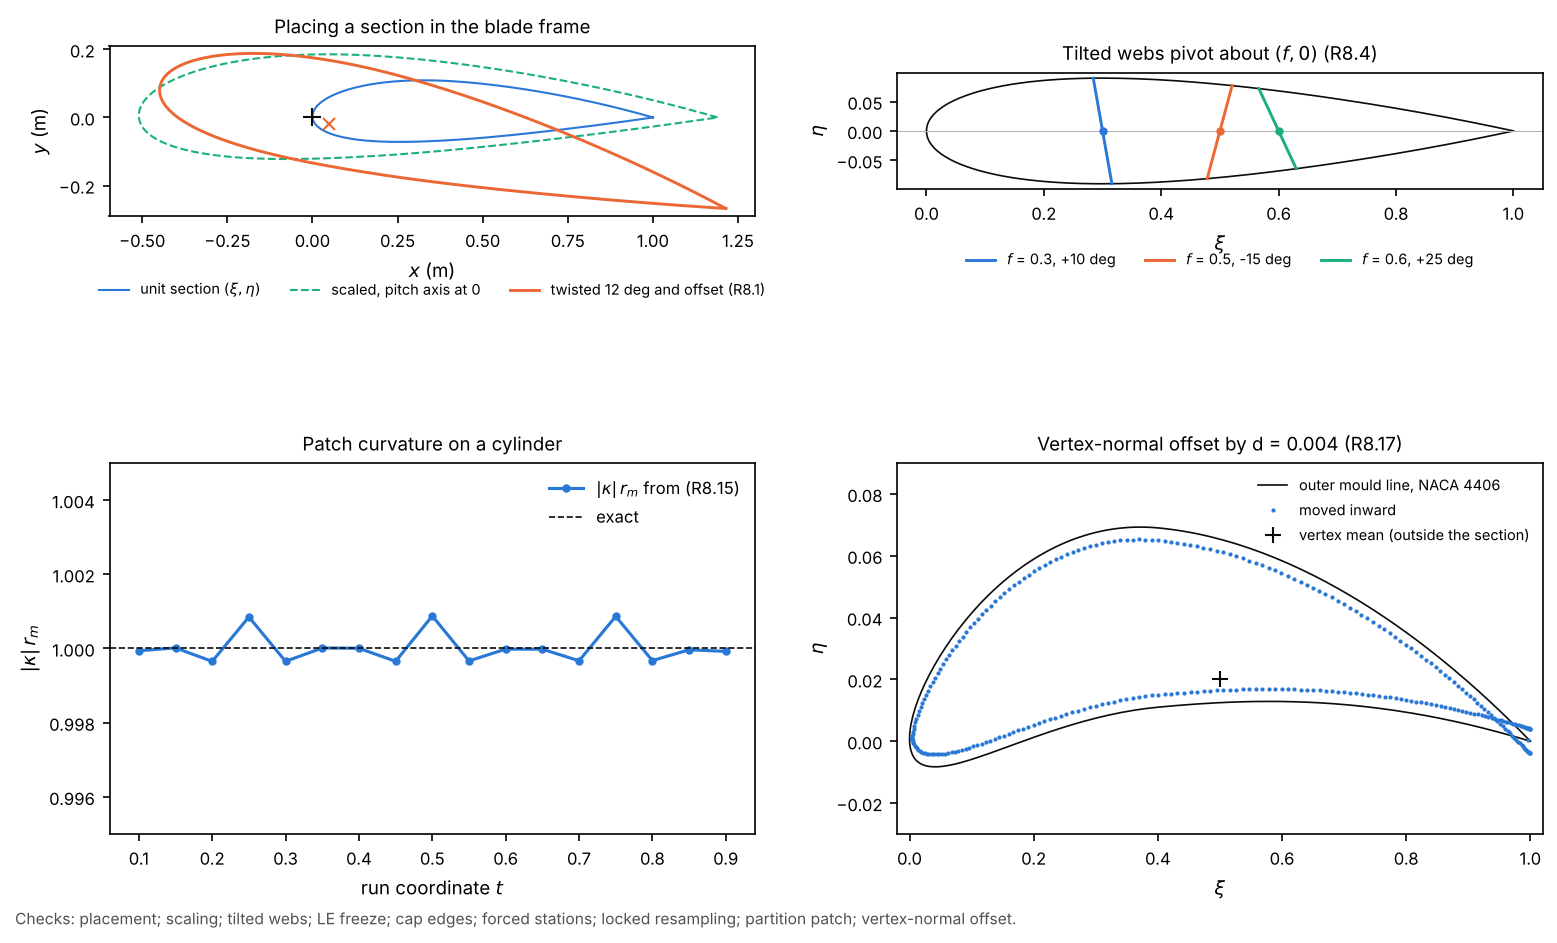 Placing a section in the blade frame
0.2
0.0
−0.2
y (m)
−0.50
−0.25
0.00
0.25
0.50
0.75
1.00
1.25
x (m)
unit section (ξ, η)
scaled, pitch axis at 0
twisted 12 deg and offset (R8.1)
Tilted webs pivot about (f, 0) (R8.4)
0.05
0.00
−0.05
η
0.0
0.2
0.4
0.6
0.8
1.0
ξ
f = 0.3, +10 deg
f = 0.5, -15 deg
f = 0.6, +25 deg
Patch curvature on a cylinder
1.004
1.002
1.000
0.998
0.996
|κ| rₘ
|κ| rₘ from (R8.15)
exact
0.1
0.2
0.3
0.4
0.5
0.6
0.7
0.8
0.9
run coordinate t
Vertex-normal offset by d = 0.004 (R8.17)
0.08
0.06
0.04
0.02
0.00
−0.02
η
outer mould line, NACA 4406
moved inward
vertex mean (outside the section)
0.0
0.2
0.4
0.6
0.8
1.0
ξ
Checks: placement; scaling; tilted webs; LE freeze; cap edges; forced stations; locked resampling; partition patch; vertex-normal offset.